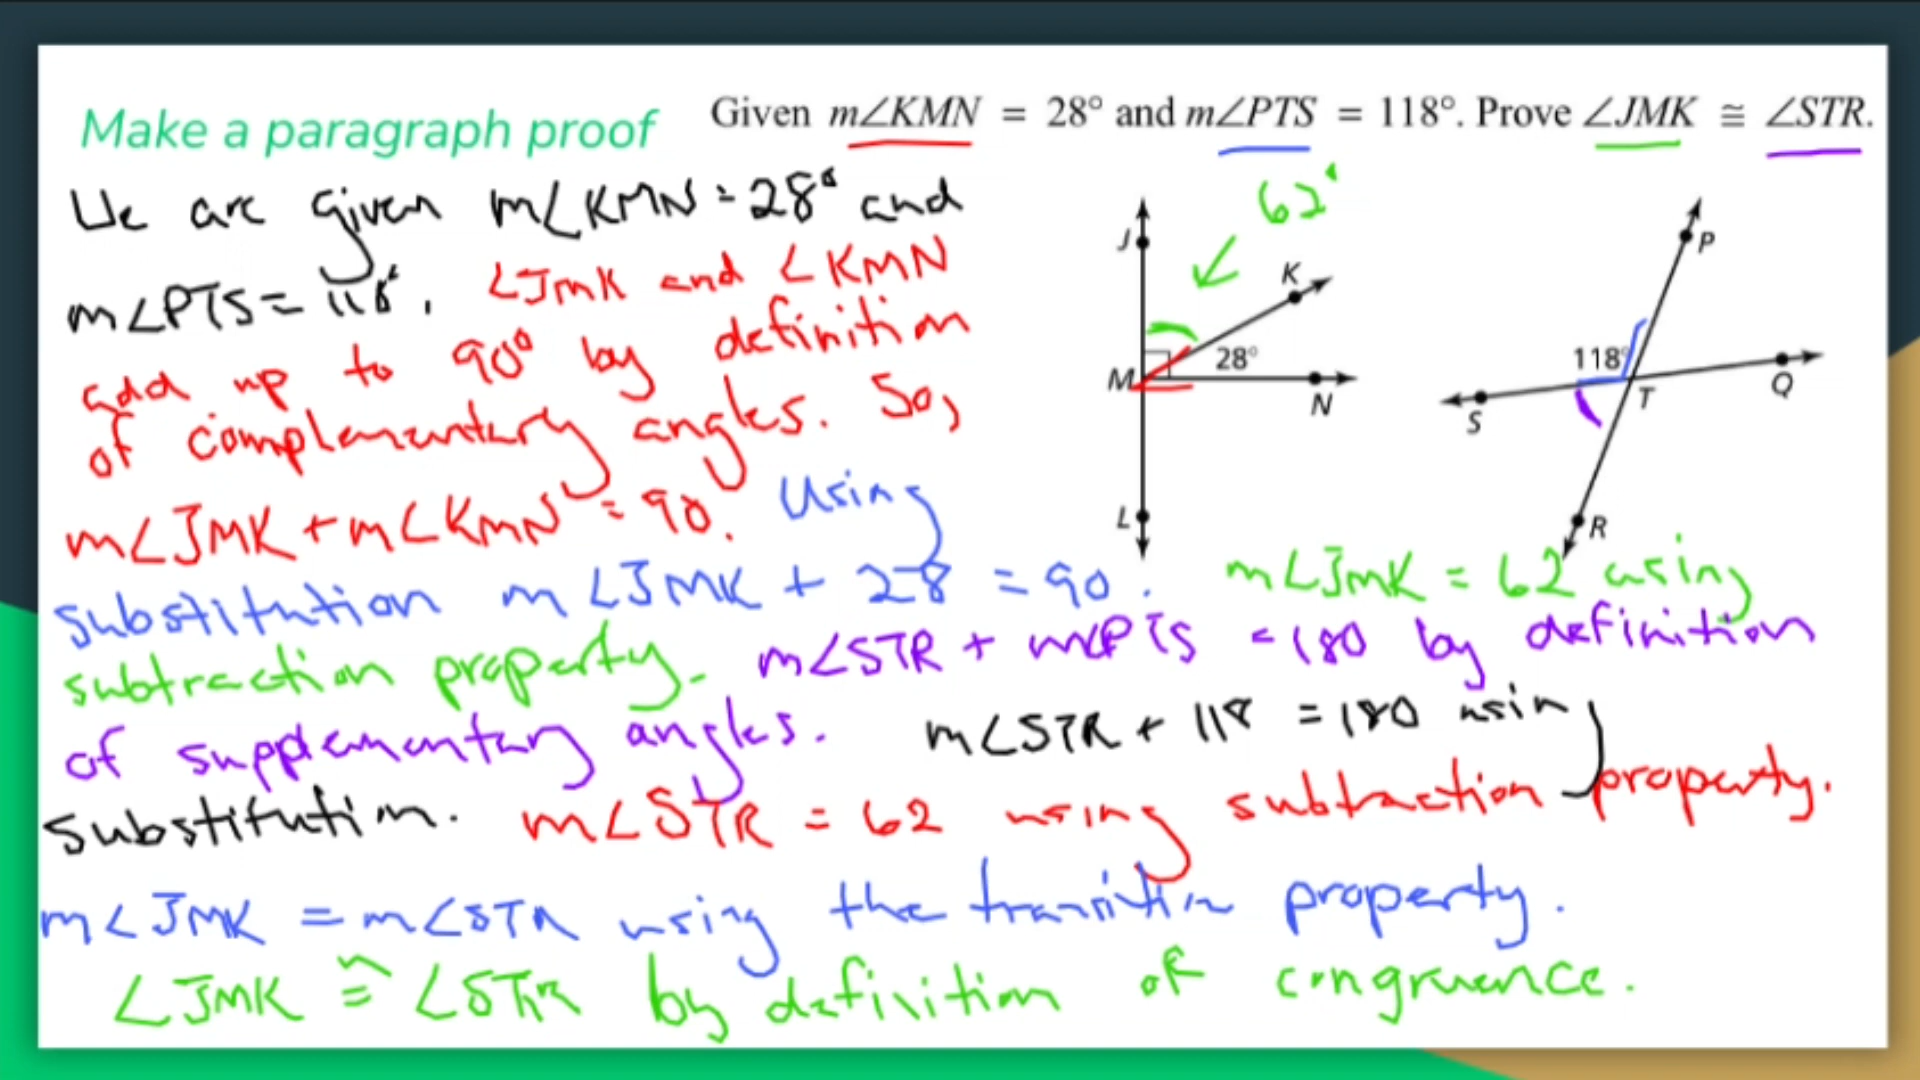 Make a paragraph proof
Given m∠KMN = 28° and m∠PTS = 118°. Prove ∠JMK ≅ ∠STR.
We are given m∠KMN = 28° and
m∠PTS = 118°. ∠JMK and ∠KMN
add up to 90° by definition
of complementary angles. So,
m∠JMK + m∠KMN = 90. Using
substitution m∠JMK + 28 = 90. m∠JMK = 62 using
subtraction property. m∠STR + m∠PTS = 180 by definition
of supplementary angles. m∠STR + 118 = 180 using
substitution. m∠STR = 62 using subtraction property.
m∠JMK = m∠STR using the transitive property.
∠JMK ≅ ∠STR by definition of congruence.
62°
J
K
28°
M
N
L
P
118°
T
Q
S
R